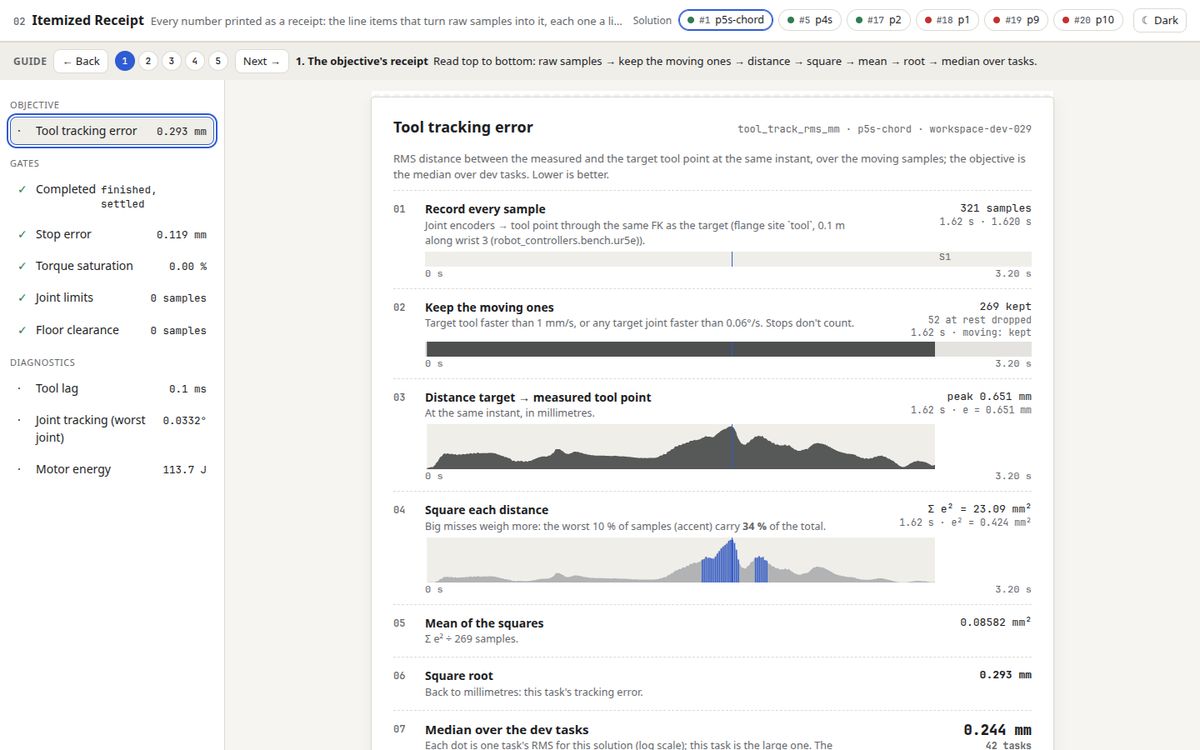 02 Itemized Receipt Every number printed as a receipt: the line items that turn raw samples into it, each one a li... Solution #1 p5s-chord #5 p4s #17 p2 #18 p1 #19 p9 #20 p10 ☾ Dark
GUIDE ← Back 1 2 3 4 5 Next → 1. The objective's receipt Read top to bottom: raw samples → keep the moving ones → distance → square → mean → root → median over tasks.
OBJECTIVE
· Tool tracking error 0.293 mm
GATES
✓ Completed finished,
settled
✓ Stop error 0.119 mm
✓ Torque saturation 0.00 %
✓ Joint limits 0 samples
✓ Floor clearance 0 samples
DIAGNOSTICS
· Tool lag 0.1 ms
· Joint tracking (worst 0.0332°
joint)
· Motor energy 113.7 J
Tool tracking error tool_track_rms_mm · p5s-chord · workspace-dev-029
RMS distance between the measured and the target tool point at the same instant, over the moving samples; the objective is
the median over dev tasks. Lower is better.
01 Record every sample 321 samples
Joint encoders → tool point through the same FK as the target (flange site `tool`, 0.1 m 1.62 s · 1.620 s
along wrist 3 (robot_controllers.bench.ur5e)).
S1
0 s 3.20 s
02 Keep the moving ones 269 kept
Target tool faster than 1 mm/s, or any target joint faster than 0.06°/s. Stops don't count. 52 at rest dropped
1.62 s · moving: kept
0 s 3.20 s
03 Distance target → measured tool point peak 0.651 mm
At the same instant, in millimetres. 1.62 s · e = 0.651 mm
0 s 3.20 s
04 Square each distance Σ e² = 23.09 mm²
Big misses weigh more: the worst 10 % of samples (accent) carry 34 % of the total. 1.62 s · e² = 0.424 mm²
0 s 3.20 s
05 Mean of the squares 0.08582 mm²
Σ e² ÷ 269 samples.
06 Square root 0.293 mm
Back to millimetres: this task's tracking error.
07 Median over the dev tasks 0.244 mm
Each dot is one task's RMS for this solution (log scale); this task is the large one. The 42 tasks